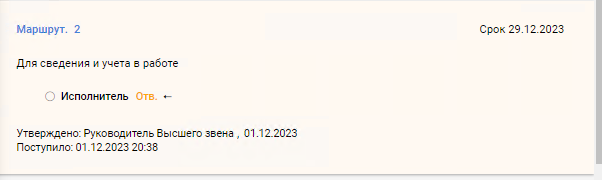 Маршрут. 2
Срок 29.12.2023
Для сведения и учета в работе
Исполнитель Отв. ←
Утверждено: Руководитель Высшего звена , 01.12.2023
Поступило: 01.12.2023 20:38